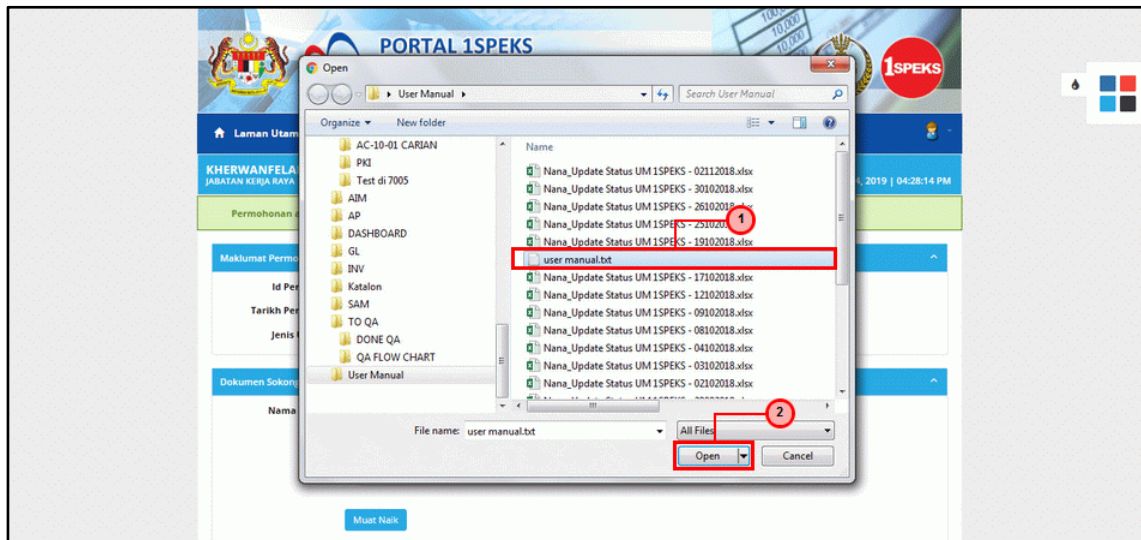 PORTAL 1SPEKS
1SPEKS
Open
User Manual
Search User Manual
Organize
New folder
Laman Utam
KHERWANFELA
JABATAN KERJA RAYA
4, 2019 | 04:28:14 PM
Permohonan a
Maklumat Permo
Id Per
Tarikh Per
Jenis
Dokumen Sokong
Nama
AC-10-01 CARIAN
PKI
Test di 7005
AIM
AP
DASHBOARD
GL
INV
Katalon
SAM
TO QA
DONE QA
QA FLOW CHART
User Manual
Name
Nana_Update Status UM 1SPEKS - 02112018.xlsx
Nana_Update Status UM 1SPEKS - 30102018.xlsx
Nana_Update Status UM 1SPEKS - 26102018.xlsx
Nana_Update Status UM 1SPEKS - 251020
1
Nana_Update Status UM 1SPEKS - 19102018.xlsx
user manual.txt
Nana_Update Status UM 1SPEKS - 17102018.xlsx
Nana_Update Status UM 1SPEKS - 12102018.xlsx
Nana_Update Status UM 1SPEKS - 09102018.xlsx
Nana_Update Status UM 1SPEKS - 08102018.xlsx
Nana_Update Status UM 1SPEKS - 04102018.xlsx
Nana_Update Status UM 1SPEKS - 03102018.xlsx
Nana_Update Status UM 1SPEKS - 02102018.xlsx
2
File name: user manual.txt
All Files
Open
Cancel
Muat Naik